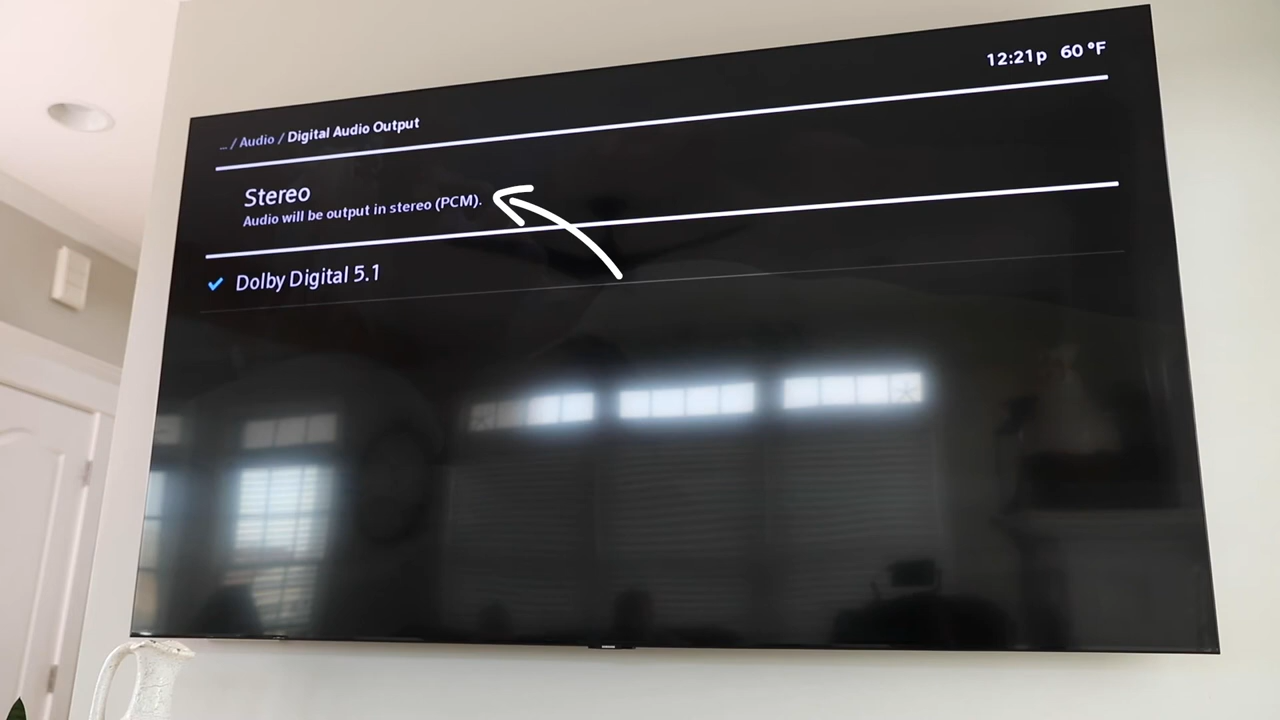 12:21p 60 °F
... / Audio / Digital Audio Output
Stereo
Audio will be output in stereo (PCM).
Dolby Digital 5.1
SAMSUNG